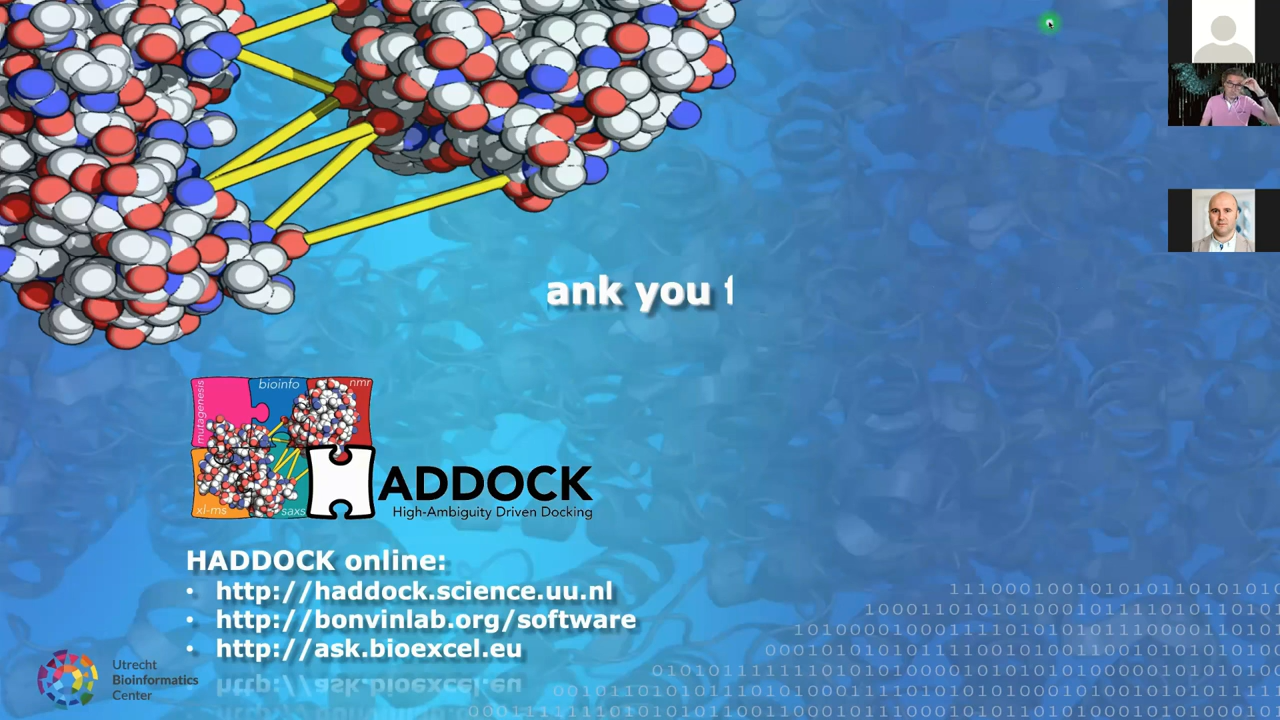 ank you f
mutagenesis
bioinfo
nmr
xl-ms
saxs
HADDOCK
High-Ambiguity Driven Docking
HADDOCK online:
• http://haddock.science.uu.nl
• http://bonvinlab.org/software
• http://ask.bioexcel.eu
Utrecht
Bioinformatics
Center